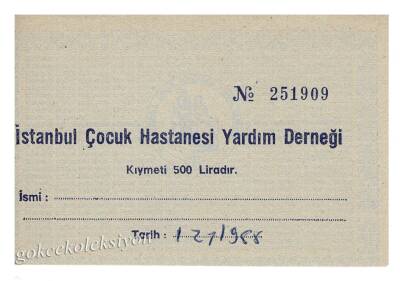 № 251909
İstanbul Çocuk Hastanesi Yardım Derneği
Kıymeti 500 Liradır.
İsmi :
Tarih :
gokcekoleksiyon